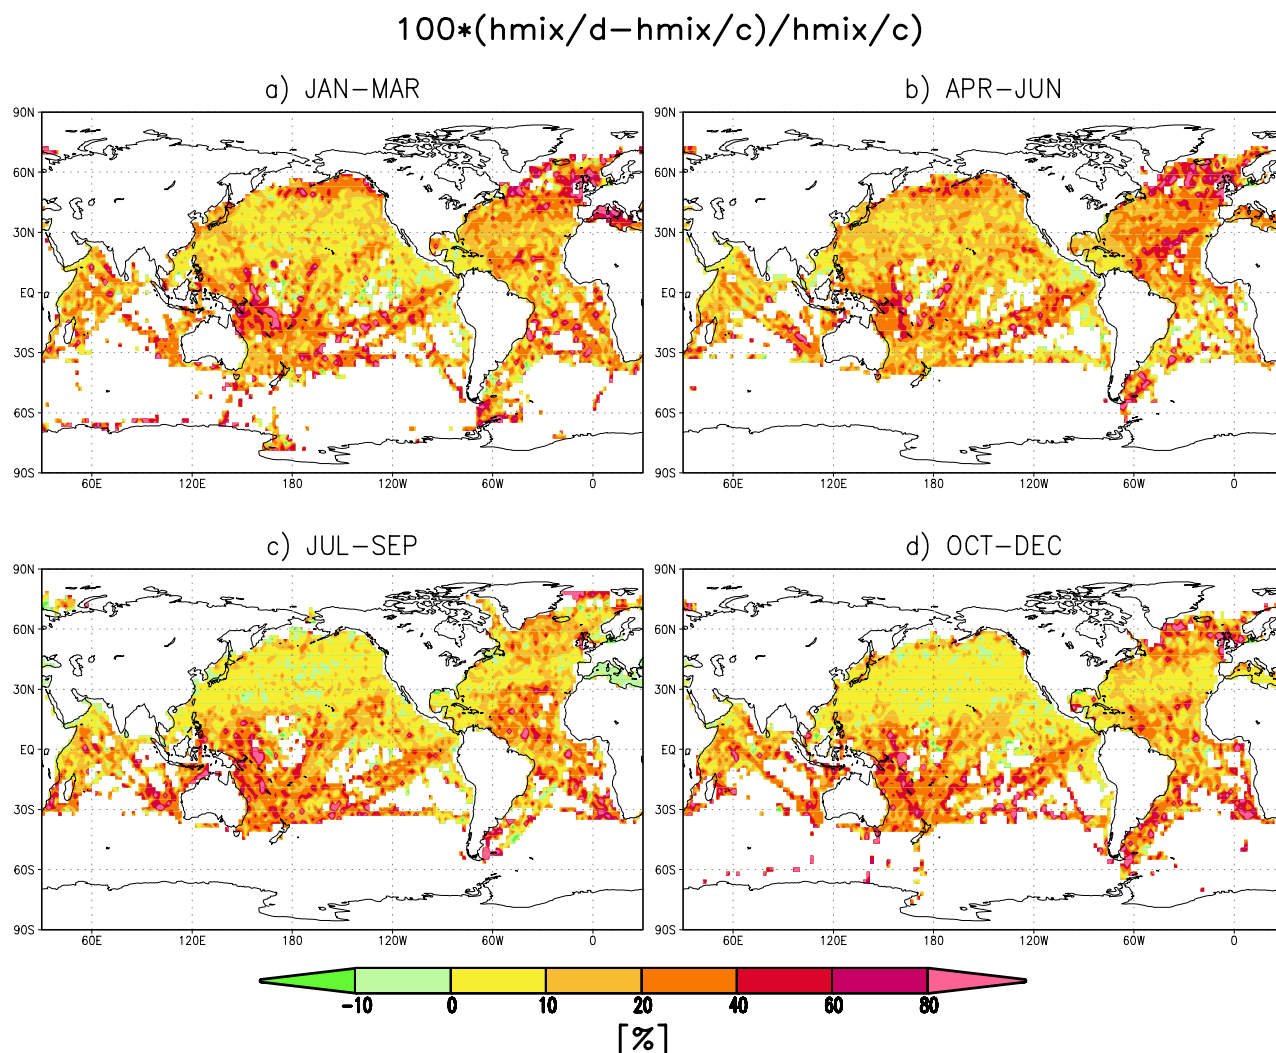 100*(hmix/d-hmix/c)/hmix/c)
a) JAN-MAR
b) APR-JUN
90N
60N
30N
EQ
30S
60S
90S
60E 120E 180 120W 60W 0
90N
60N
30N
EQ
30S
60S
90S
60E 120E 180 120W 60W 0
c) JUL-SEP
d) OCT-DEC
90N
60N
30N
EQ
30S
60S
90S
60E 120E 180 120W 60W 0
90N
60N
30N
EQ
30S
60S
90S
60E 120E 180 120W 60W 0
-10 0 10 20 40 60 80
[%]